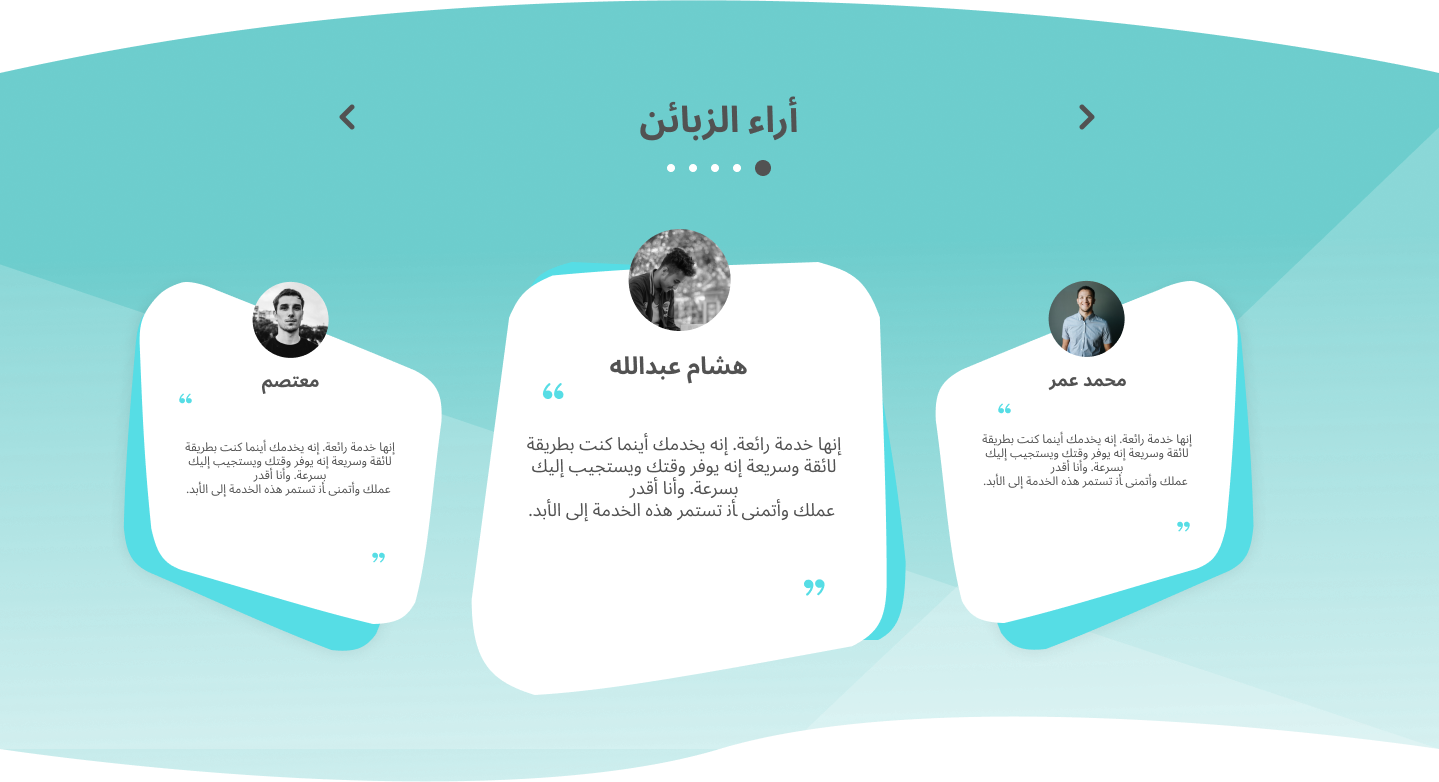 أراء الزبائن
محمد عمر
إنها خدمة رائعة. إنه يخدمك أينما كنت بطريقة
لائقة وسريعة إنه يوفر وقتك ويستجيب إليك
بسرعة. وأنا أقدر
عملك وأتمنى أن تستمر هذه الخدمة إلى الأبد.
هشام عبدالله
إنها خدمة رائعة. إنه يخدمك أينما كنت بطريقة
لائقة وسريعة إنه يوفر وقتك ويستجيب إليك
بسرعة. وأنا أقدر
عملك وأتمنى أن تستمر هذه الخدمة إلى الأبد.
معتصم
إنها خدمة رائعة. إنه يخدمك أينما كنت بطريقة
لائقة وسريعة إنه يوفر وقتك ويستجيب إليك
بسرعة. وأنا أقدر
عملك وأتمنى أن تستمر هذه الخدمة إلى الأبد.